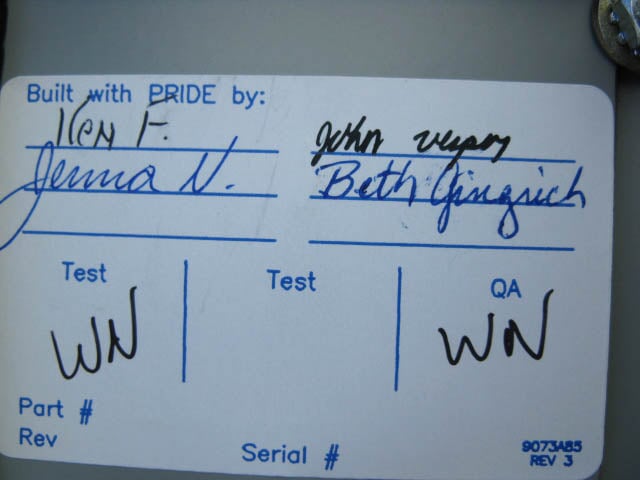 Built with PRIDE by:
Ken F. John
Jenna N. Beth Gingrich
Test Test QA
WN WN
Part #
Rev
Serial #
9073A85
REV 3